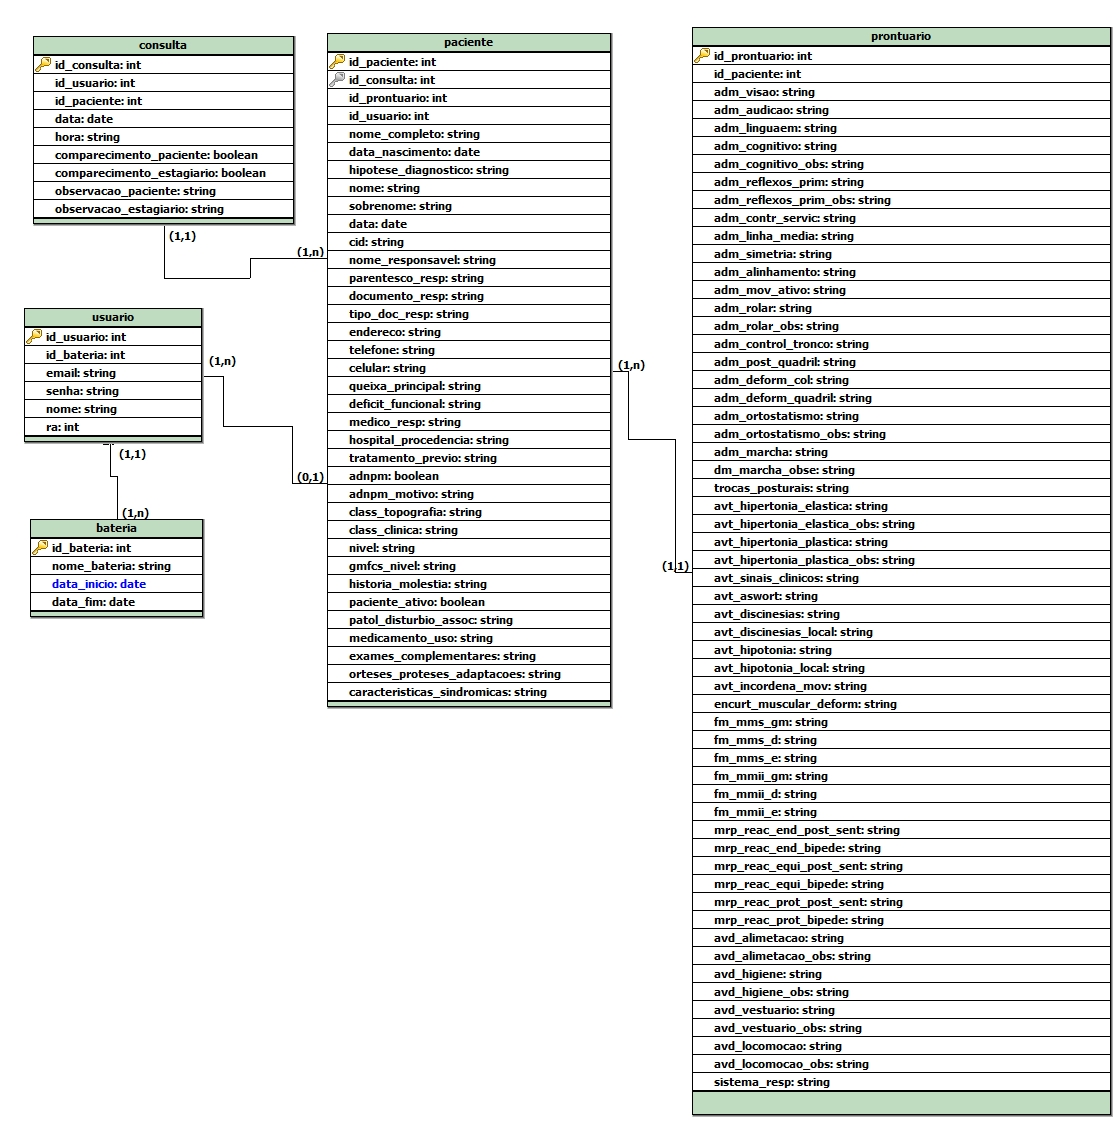 consulta
id_consulta: int
id_usuario: int
id_paciente: int
data: date
hora: string
comparecimento_paciente: boolean
comparecimento_estagiario: boolean
observacao_paciente: string
observacao_estagiario: string
(1,1)
(1,n)
usuario
id_usuario: int
id_bateria: int
email: string
senha: string
nome: string
ra: int
(1,n)
(0,1)
(1,1)
(1,n)
bateria
id_bateria: int
nome_bateria: string
data_inicio: date
data_fim: date
paciente
id_paciente: int
id_consulta: int
id_prontuario: int
id_usuario: int
nome_completo: string
data_nascimento: date
hipotese_diagnostico: string
nome: string
sobrenome: string
data: date
cid: string
nome_responsavel: string
parentesco_resp: string
documento_resp: string
tipo_doc_resp: string
endereco: string
telefone: string
celular: string
queixa_principal: string
deficit_funcional: string
medico_resp: string
hospital_procedencia: string
tratamento_previo: string
adnpm: boolean
adnpm_motivo: string
class_topografia: string
class_clinica: string
nivel: string
gmfcs_nivel: string
historia_molestia: string
paciente_ativo: boolean
patol_disturbio_assoc: string
medicamento_uso: string
exames_complementares: string
orteses_proteses_adaptacoes: string
caracteristicas_sindromicas: string
(1,n)
(1,1)
prontuario
id_prontuario: int
id_paciente: int
adm_visao: string
adm_audicao: string
adm_linguaem: string
adm_cognitivo: string
adm_cognitivo_obs: string
adm_reflexos_prim: string
adm_reflexos_prim_obs: string
adm_contr_servic: string
adm_linha_media: string
adm_simetria: string
adm_alinhamento: string
adm_mov_ativo: string
adm_rolar: string
adm_rolar_obs: string
adm_control_tronco: string
adm_post_quadril: string
adm_deform_col: string
adm_deform_quadril: string
adm_ortostatismo: string
adm_ortostatismo_obs: string
adm_marcha: string
dm_marcha_obse: string
trocas_posturais: string
avt_hipertonia_elastica: string
avt_hipertonia_elastica_obs: string
avt_hipertonia_plastica: string
avt_hipertonia_plastica_obs: string
avt_sinais_clinicos: string
avt_aswort: string
avt_discinesias: string
avt_discinesias_local: string
avt_hipotonia: string
avt_hipotonia_local: string
avt_incordena_mov: string
encurt_muscular_deform: string
fm_mms_gm: string
fm_mms_d: string
fm_mms_e: string
fm_mmii_gm: string
fm_mmii_d: string
fm_mmii_e: string
mrp_reac_end_post_sent: string
mrp_reac_end_bipede: string
mrp_reac_equi_post_sent: string
mrp_reac_equi_bipede: string
mrp_reac_prot_post_sent: string
mrp_reac_prot_bipede: string
avd_alimetacao: string
avd_alimetacao_obs: string
avd_higiene: string
avd_higiene_obs: string
avd_vestuario: string
avd_vestuario_obs: string
avd_locomocao: string
avd_locomocao_obs: string
sistema_resp: string